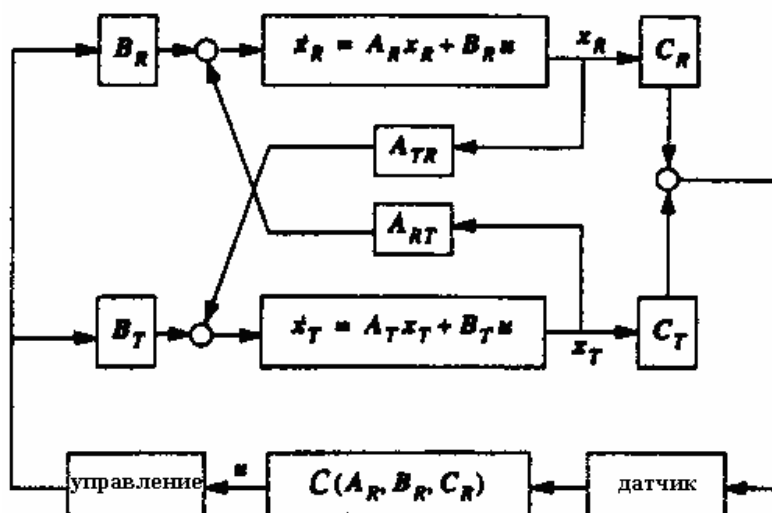 B_R
ẋ_R = A_R x_R + B_R u
x_R
C_R
A_TR
A_RT
B_T
ẋ_T = A_T x_T + B_T u
x_T
C_T
управление
u
C(A_R, B_R, C_R)
датчик